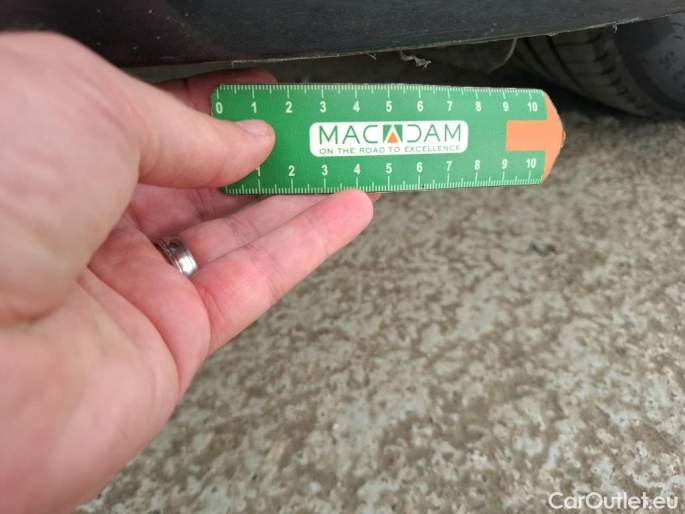 0 1 2 3 4 5 6 7 8 9 10
MACADAM
ON THE ROAD TO EXCELLENCE
1 2 3 4 5 6 7 8 9 10
CarOutlet.eu